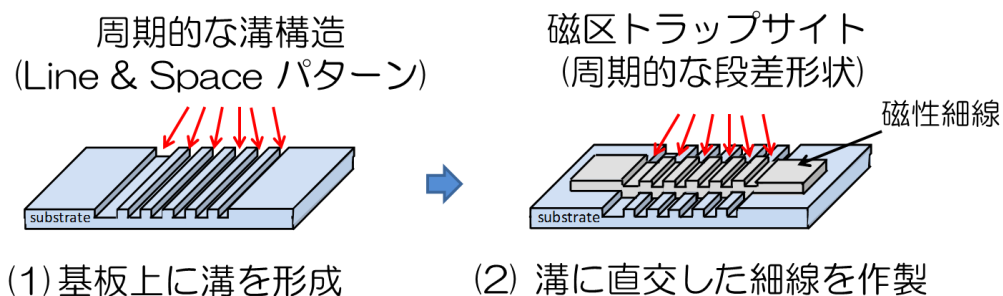 周期的な溝構造
(Line & Space パターン)
substrate
(1)基板上に溝を形成
磁区トラップサイト
(周期的な段差形状)
磁性細線
substrate
(2) 溝に直交した細線を作製